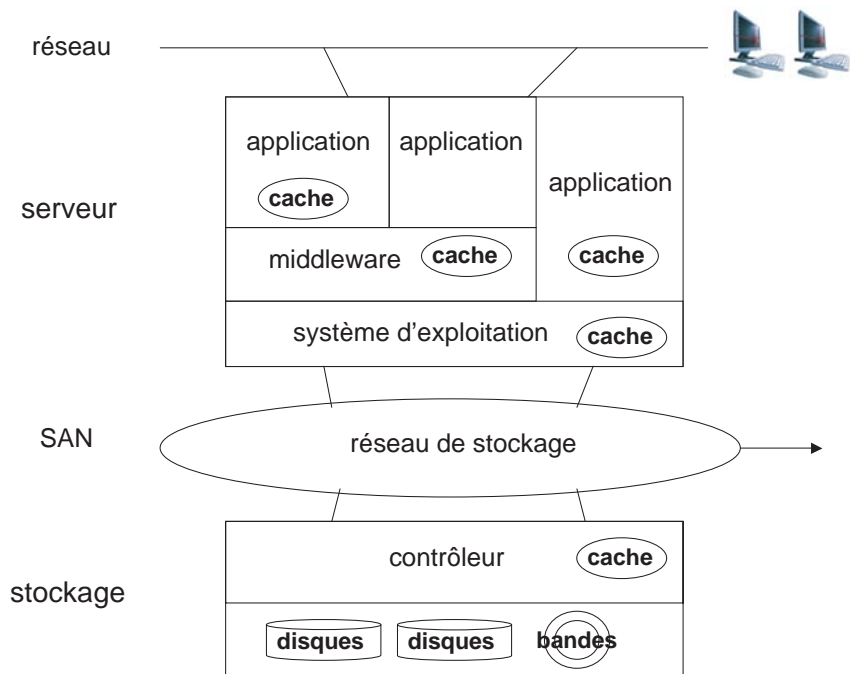 réseau
application
application
application
cache
serveur
middleware
cache
cache
système d'exploitation
cache
SAN
réseau de stockage
contrôleur
cache
stockage
disques
disques
bandes